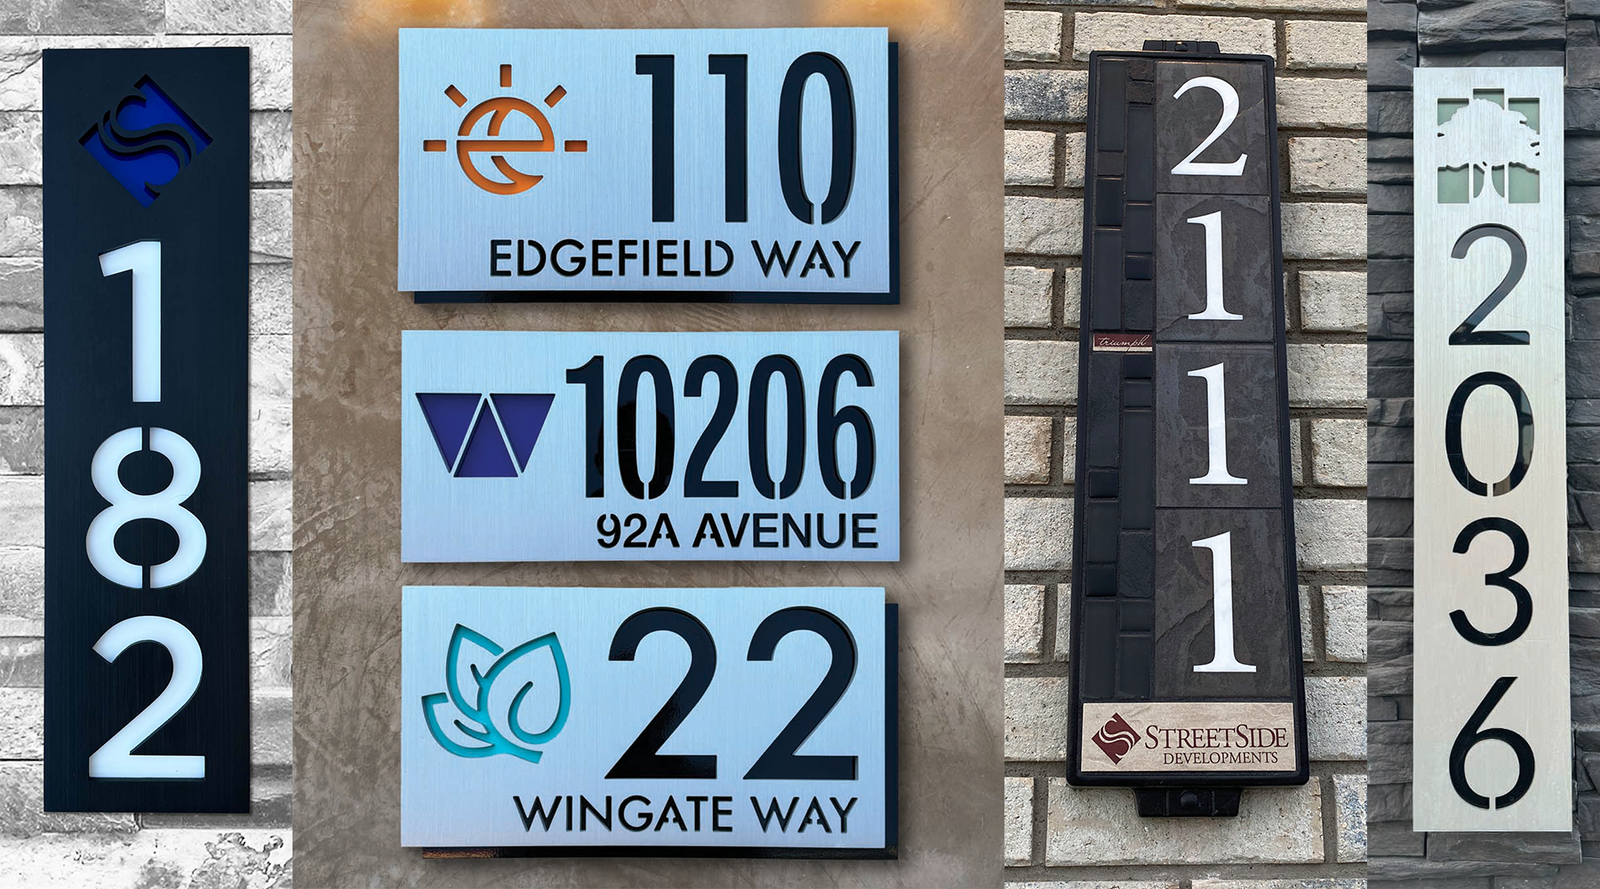 1
8
2
110
EDGEFIELD WAY
10206
92A AVENUE
22
WINGATE WAY
2
1
1
1
triumph
STREETSIDE
DEVELOPMENTS
2
0
3
6